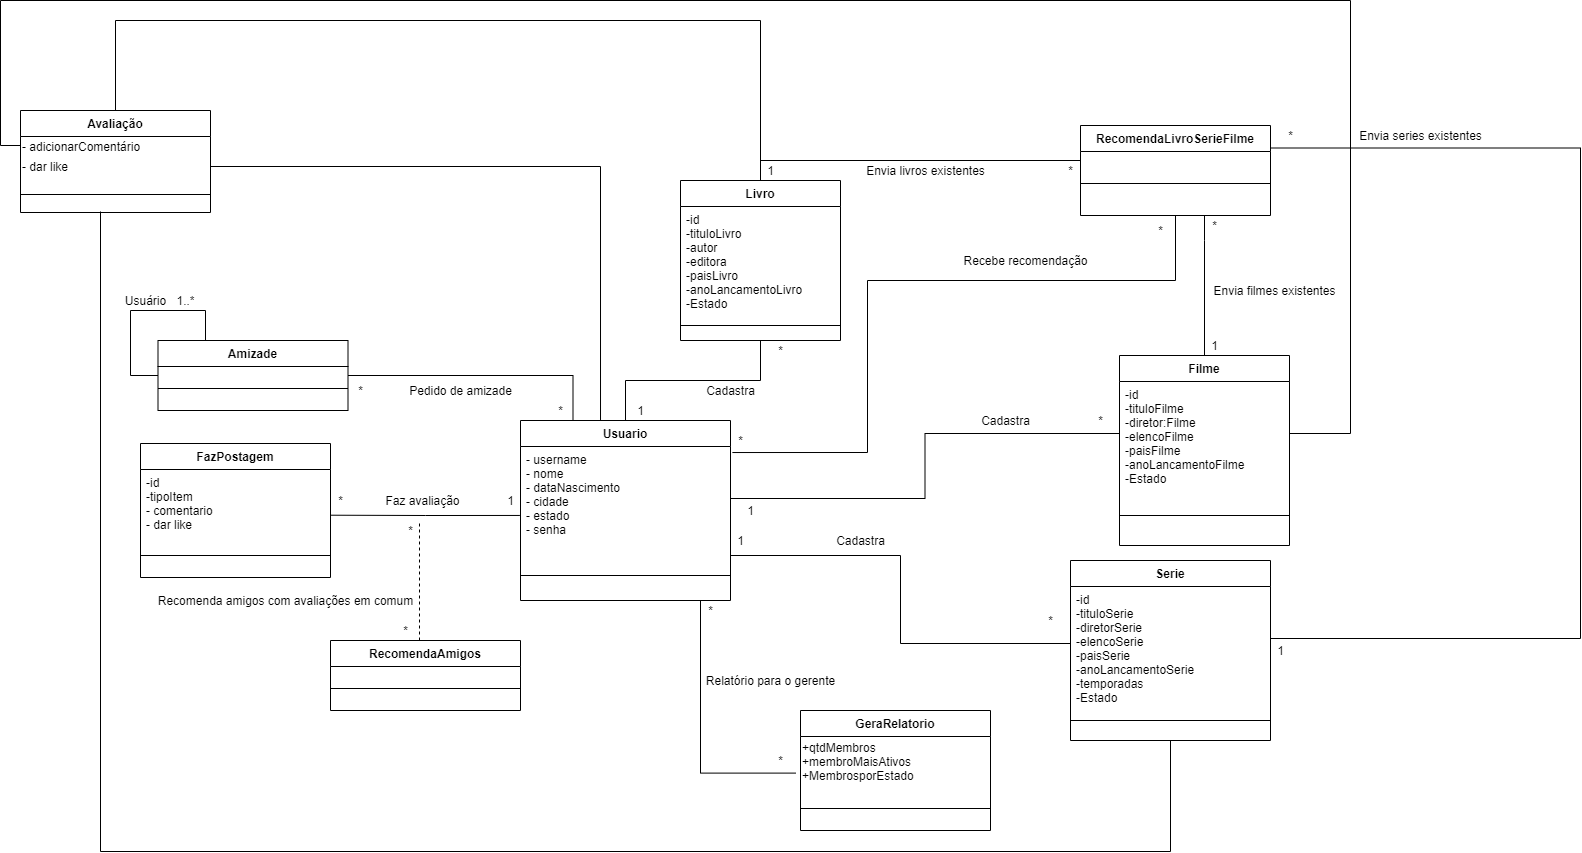 Avaliação
- adicionarComentário
- dar like
RecomendaLivroSerieFilme
*
Envia series existentes
1
Envia livros existentes
*
Livro
-id
-tituloLivro
-autor
-editora
-paisLivro
-anoLancamentoLivro
-Estado
*
*
Recebe recomendação
Envia filmes existentes
1
Usuário 1..*
Amizade
*
Pedido de amizade
*
*
Cadastra
1
Filme
-id
-tituloFilme
-diretor:Filme
-elencoFilme
-paisFilme
-anoLancamentoFilme
-Estado
Cadastra
*
1
*
Usuario
- username
- nome
- dataNascimento
- cidade
- estado
- senha
FazPostagem
-id
-tipoItem
- comentario
- dar like
*
Faz avaliação
1
*
Recomenda amigos com avaliações em comum
*
RecomendaAmigos
1
Cadastra
*
Serie
-id
-tituloSerie
-diretorSerie
-elencoSerie
-paisSerie
-anoLancamentoSerie
-temporadas
-Estado
1
*
Relatório para o gerente
*
GeraRelatorio
+qtdMembros
+membroMaisAtivos
+MembrosporEstado